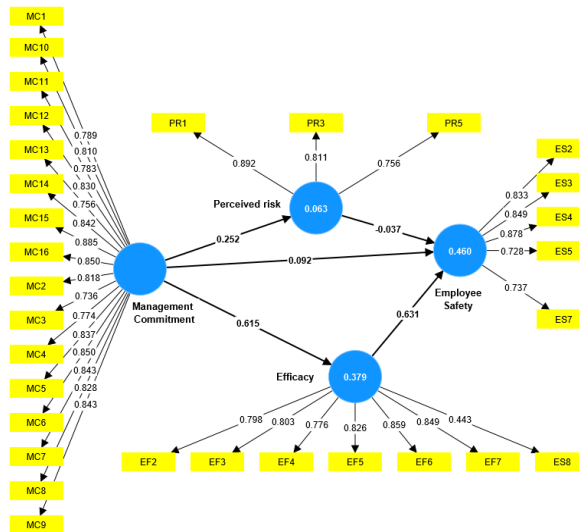 MC1
MC10
MC11
MC12
MC13
MC14
MC15
MC16
MC2
MC3
MC4
MC5
MC6
MC7
MC8
MC9
0.789
0.810
0.783
0.830
0.756
0.842
0.885
0.850
0.818
0.736
0.774
0.837
0.850
0.843
0.828
0.843
Management
Commitment
PR1
PR3
PR5
0.892
0.811
0.756
Perceived risk
0.063
0.252
-0.037
0.092
0.615
0.631
ES2
ES3
ES4
ES5
ES7
0.833
0.849
0.878
0.728
0.737
0.460
Employee
Safety
Efficacy
0.379
0.798
0.803
0.776
0.826
0.859
0.849
0.443
EF2
EF3
EF4
EF5
EF6
EF7
ES8